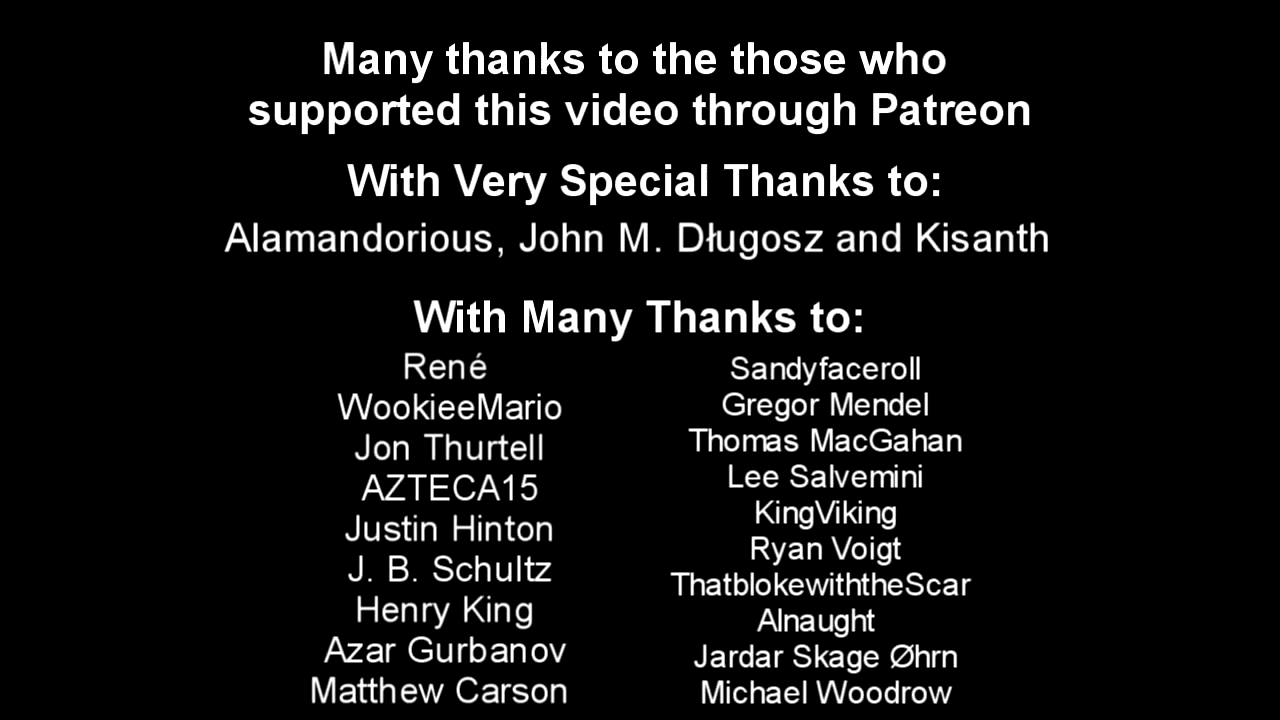 Many thanks to the those who
supported this video through Patreon
With Very Special Thanks to:
Alamandorious, John M. Długosz and Kisanth
With Many Thanks to:
René
WookieeMario
Jon Thurtell
AZTECA15
Justin Hinton
J. B. Schultz
Henry King
Azar Gurbanov
Matthew Carson
Sandyfaceroll
Gregor Mendel
Thomas MacGahan
Lee Salvemini
KingViking
Ryan Voigt
ThatblokewiththeScar
Alnaught
Jardar Skage Øhrn
Michael Woodrow